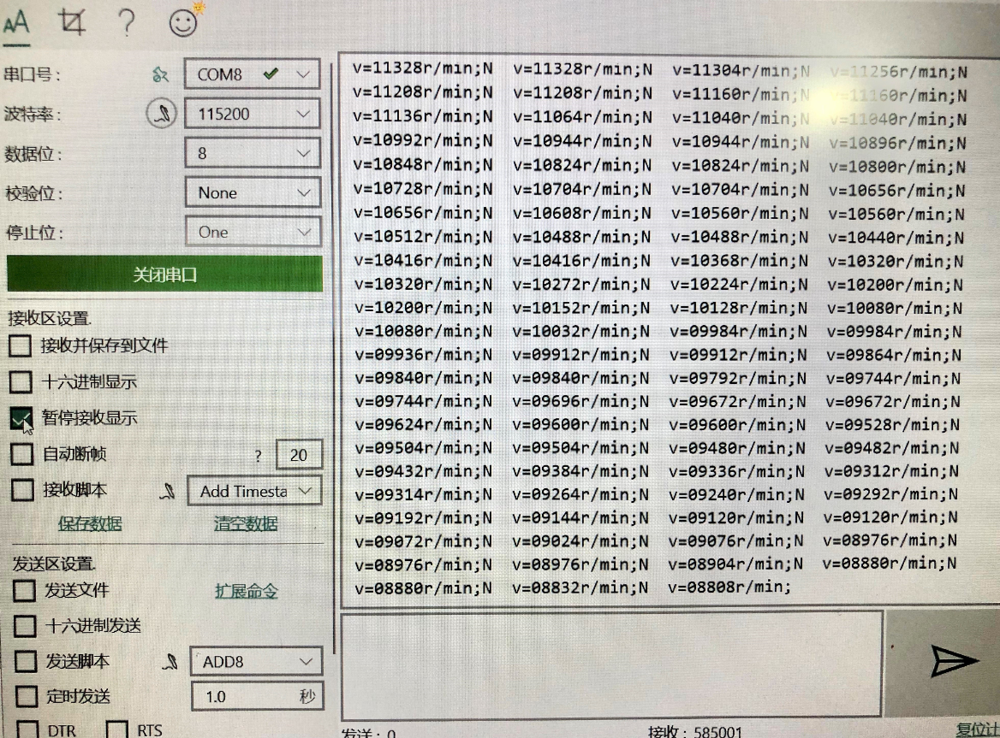 AA ?
串口号: COM8
波特率: 115200
数据位: 8
校验位: None
停止位: One
关闭串口
接收区设置.
接收并保存到文件
十六进制显示
暂停接收显示
自动断帧 ? 20
接收脚本 Add Timesta
保存数据 清空数据
发送区设置.
发送文件 扩展命令
十六进制发送
发送脚本 ADD8
定时发送 1.0 秒
DTR RTS
v=11328r/min;N v=11328r/min;N v=11304r/min;N v=11256r/min;N
v=11208r/min;N v=11208r/min;N v=11160r/min;N v=11160r/min;N
v=11136r/min;N v=11064r/min;N v=11040r/min;N v=11040r/min;N
v=10992r/min;N v=10944r/min;N v=10944r/min;N v=10896r/min;N
v=10848r/min;N v=10824r/min;N v=10824r/min;N v=10800r/min;N
v=10728r/min;N v=10704r/min;N v=10704r/min;N v=10656r/min;N
v=10656r/min;N v=10608r/min;N v=10560r/min;N v=10560r/min;N
v=10512r/min;N v=10488r/min;N v=10488r/min;N v=10440r/min;N
v=10416r/min;N v=10416r/min;N v=10368r/min;N v=10320r/min;N
v=10320r/min;N v=10272r/min;N v=10224r/min;N v=10200r/min;N
v=10200r/min;N v=10152r/min;N v=10128r/min;N v=10080r/min;N
v=10080r/min;N v=10032r/min;N v=09984r/min;N v=09984r/min;N
v=09936r/min;N v=09912r/min;N v=09912r/min;N v=09864r/min;N
v=09840r/min;N v=09840r/min;N v=09792r/min;N v=09744r/min;N
v=09744r/min;N v=09696r/min;N v=09672r/min;N v=09672r/min;N
v=09624r/min;N v=09600r/min;N v=09600r/min;N v=09528r/min;N
v=09504r/min;N v=09504r/min;N v=09480r/min;N v=09482r/min;N
v=09432r/min;N v=09384r/min;N v=09336r/min;N v=09312r/min;N
v=09314r/min;N v=09264r/min;N v=09240r/min;N v=09292r/min;N
v=09192r/min;N v=09144r/min;N v=09120r/min;N v=09120r/min;N
v=09072r/min;N v=09024r/min;N v=09076r/min;N v=08976r/min;N
v=08976r/min;N v=08976r/min;N v=08904r/min;N v=08880r/min;N
v=08880r/min;N v=08832r/min;N v=08808r/min;
发送: 0 接收: 585001 复位计